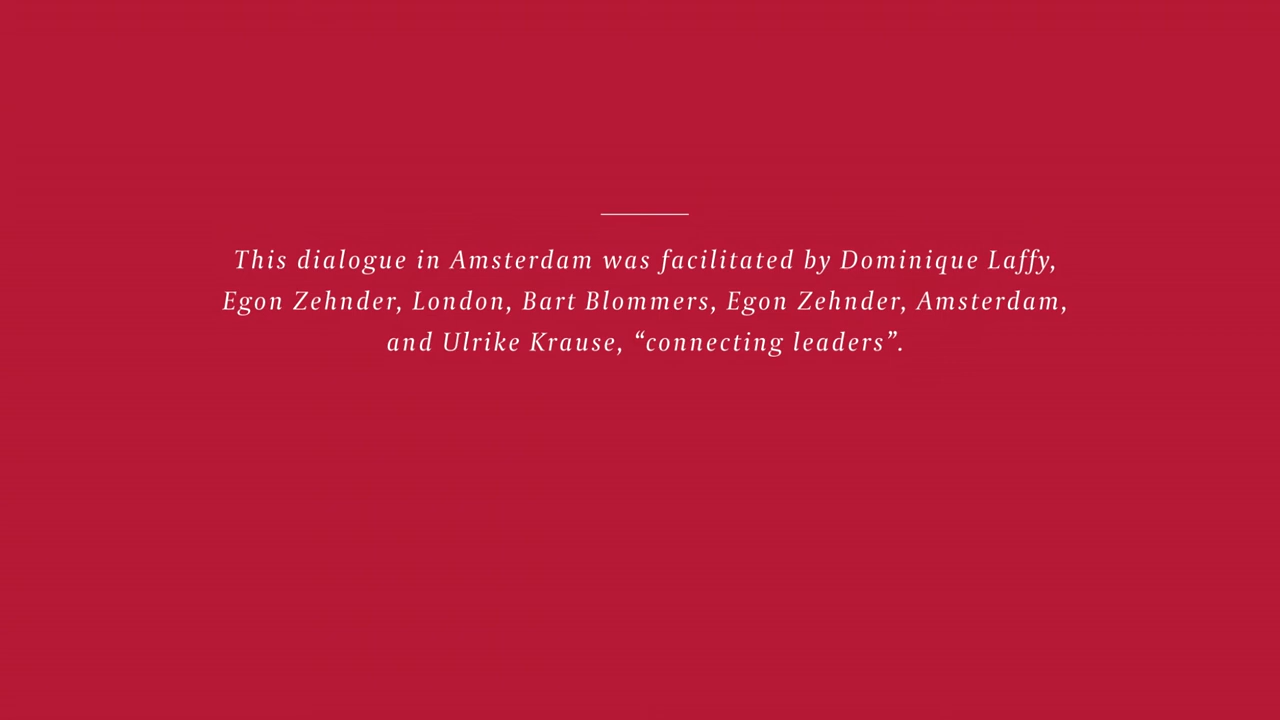 This dialogue in Amsterdam was facilitated by Dominique Laffy,
Egon Zehnder, London, Bart Blommers, Egon Zehnder, Amsterdam,
and Ulrike Krause, “connecting leaders”.